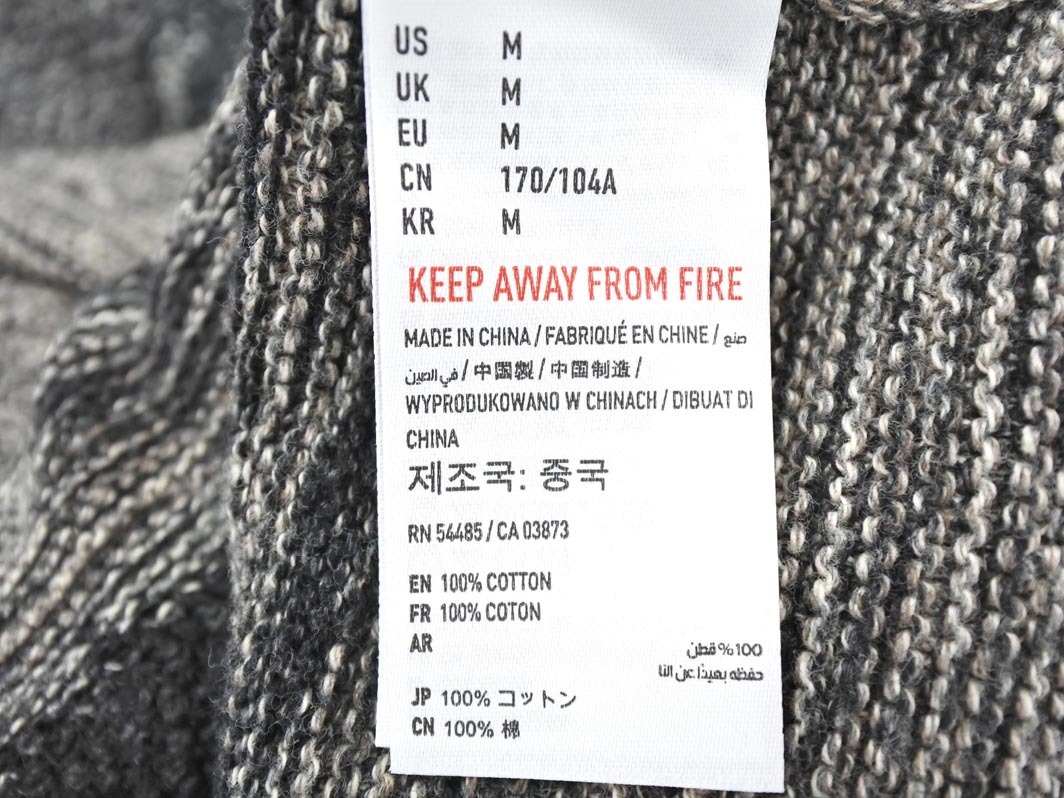 US M
UK M
EU M
CN 170/104A
KR M
KEEP AWAY FROM FIRE
MADE IN CHINA / FABRIQUÉ EN CHINE / صنع
في الصين / 中国製 / 中国制造 /
WYPRODUKOWANO W CHINACH / DIBUAT DI
CHINA
제조국: 중국
RN 54485 / CA 03873
EN 100% COTTON
FR 100% COTON
AR
100% قطن
حفظه بعيدًا عن النا
JP 100% コットン
CN 100% 棉